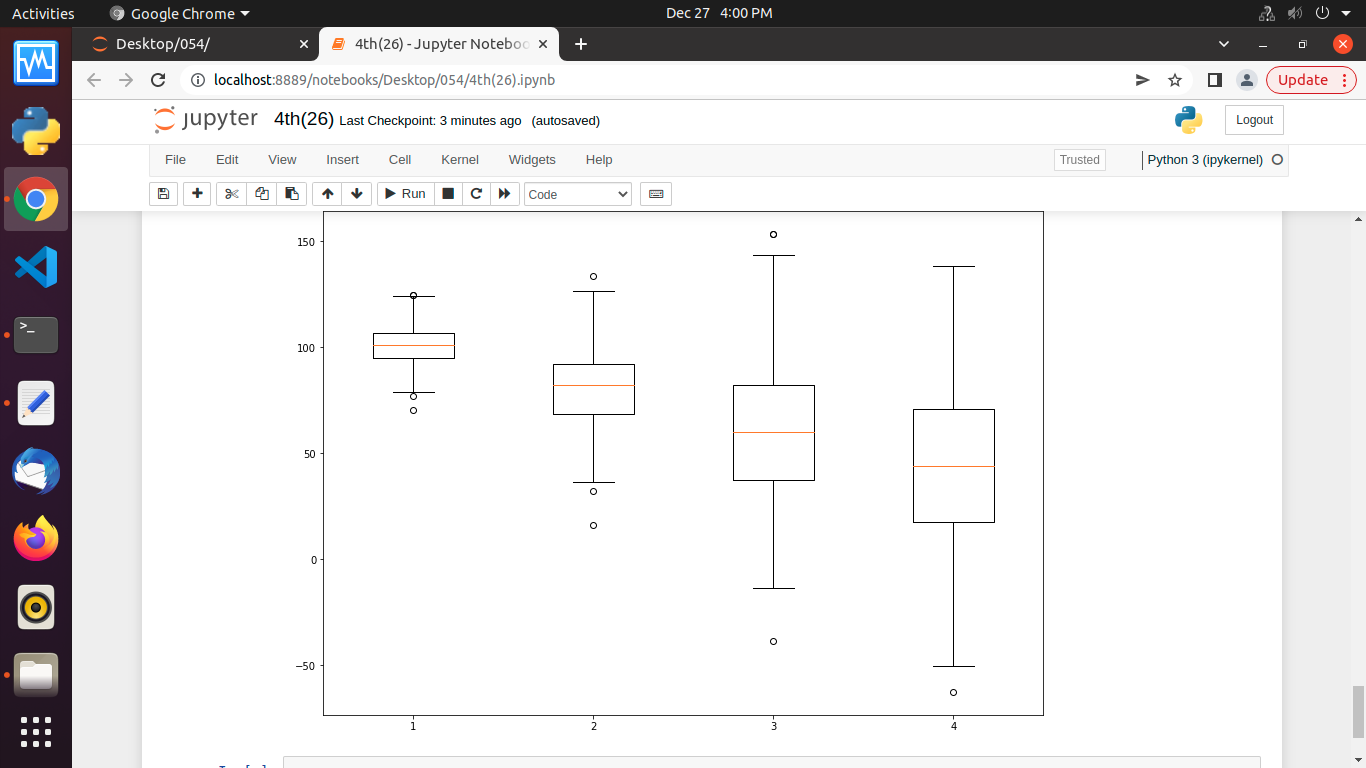 Activities Google Chrome Dec 27 4:00 PM
Desktop/054/ 4th(26) - Jupyter Noteboo
localhost:8889/notebooks/Desktop/054/4th(26).ipynb Update
jupyter 4th(26) Last Checkpoint: 3 minutes ago (autosaved) Logout
File Edit View Insert Cell Kernel Widgets Help Trusted Python 3 (ipykernel)
Run Code
150
100
50
0
−50
1 2 3 4